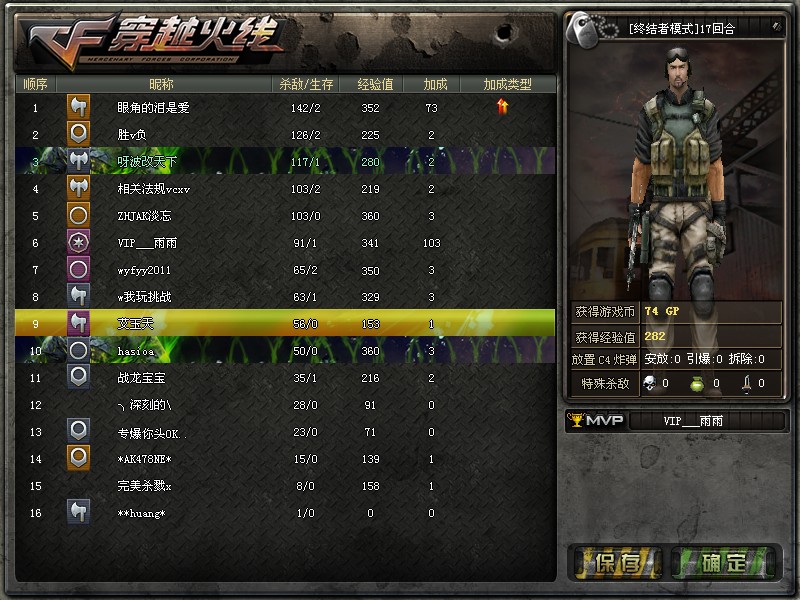 CF穿越火线
MERCENARY FORCES CORPORATION
[终结者模式]17回合
顺序 昵称 杀敌/生存 经验值 加成 加成类型
1 眼角的泪是爱 142/2 352 73
2 胜v负 126/2 225 2
3 呀波改天下 117/1 280 2
4 相关法规vcxv 103/2 219 2
5 ZHJAK淡忘 103/0 360 3
6 VIP___雨雨 91/1 341 103
7 wyfyy2011 65/2 350 3
8 w我玩挑战 63/1 329 3
9 艾玉天 56/0 153 1
10 hasioa 50/0 360 3
11 战龙宝宝 35/1 216 2
12 ヽ深刻的\ 28/0 91 0
13 专爆你头OK.. 23/0 71 0
14 *AK478NE* 15/0 139 1
15 完美杀戮x 8/0 158 1
16 **huang* 1/0 0 0
获得游戏币 74 GP
获得经验值 282
放置C4炸弹 安放:0 引爆:0 拆除:0
特殊杀敌 0 0 0
MVP VIP___雨雨
保存 确定